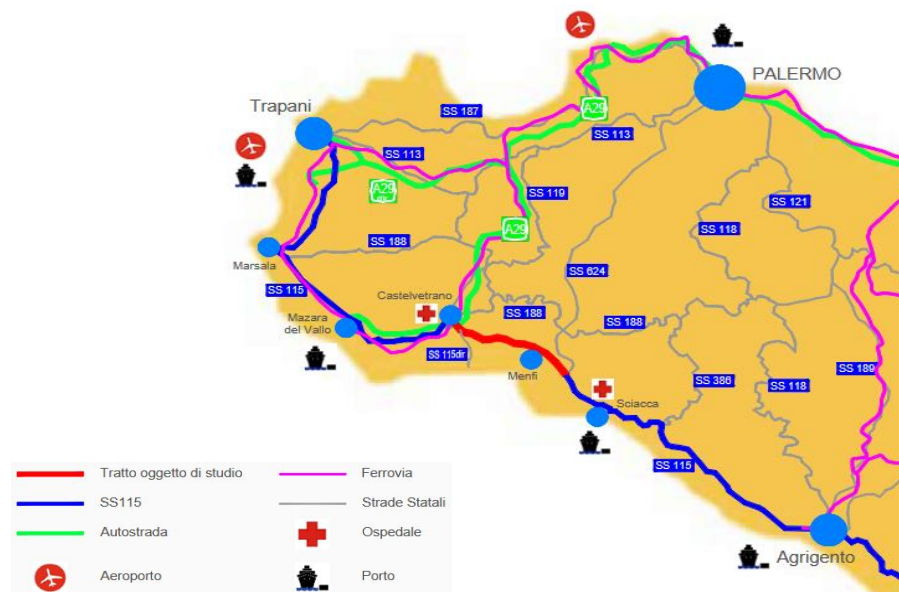 PALERMO
Trapani
SS 187
A29
SS 113
SS 113
A29
SS 119
SS 121
A29
SS 118
SS 188
Marsala
SS 624
SS 115
Castelvetrano
Mazara
del Vallo
SS 188
SS 188
SS 115dir
Menfi
SS 386
SS 118
SS 189
Sciacca
SS 115
Agrigento
Tratto oggetto di studio
Ferrovia
SS115
Strade Statali
Autostrada
Ospedale
Aeroporto
Porto